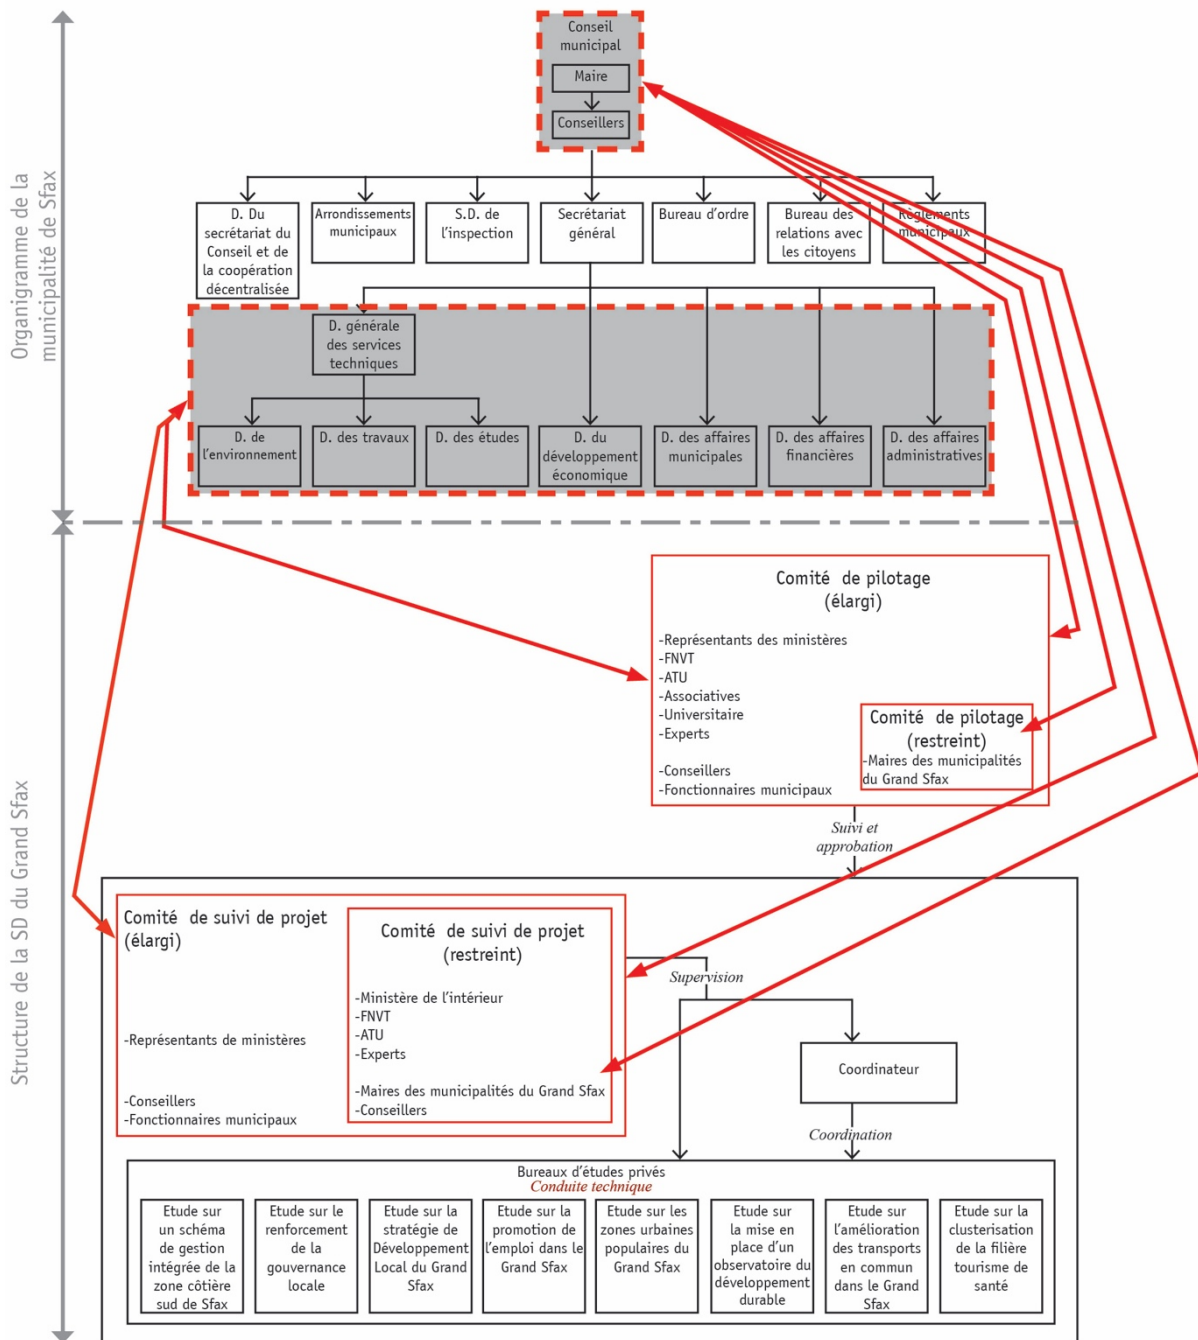 Organigramme de la
municipalité de Sfax
Conseil
municipal
Maire
Conseillers
D. Du
secrétariat du
Conseil et de
la coopération
décentralisée
Arrondissements
municipaux
S.D. de
l'inspection
Secrétariat
général
Bureau d'ordre
Bureau des
relations avec
les citoyens
Règlements
municipaux
D. générale
des services
techniques
D. de
l'environnement
D. des travaux
D. des études
D. du
développement
économique
D. des affaires
municipales
D. des affaires
financières
D. des affaires
administratives
Structure de la SD du Grand Sfax
Comité de pilotage
(élargi)
-Représentants des ministères
-FNVT
-ATU
-Associatives
-Universitaire
-Experts
-Conseillers
-Fonctionnaires municipaux
Comité de pilotage
(restreint)
-Maires des municipalités
du Grand Sfax
Suivi et
approbation
Comité de suivi de projet
(élargi)
-Représentants de ministères
-Conseillers
-Fonctionnaires municipaux
Comité de suivi de projet
(restreint)
-Ministère de l'intérieur
-FNVT
-ATU
-Experts
-Maires des municipalités du Grand Sfax
-Conseillers
Supervision
Coordinateur
Coordination
Bureaux d'études privés
Conduite technique
Etude sur
un schéma
de gestion
intégrée de la
zone côtière
sud de Sfax
Etude sur le
renforcement
de la
gouvernance
locale
Etude sur la
stratégie de
Développement
Local du Grand
Sfax
Etude sur la
promotion de
l'emploi dans le
Grand Sfax
Etude sur les
zones urbaines
populaires du
Grand Sfax
Etude sur
la mise en
place d'un
observatoire du
développement
durable
Etude sur
l'amélioration
des transports
en commun
dans le Grand
Sfax
Etude sur la
clusterisation
de la filière
tourisme de
santé